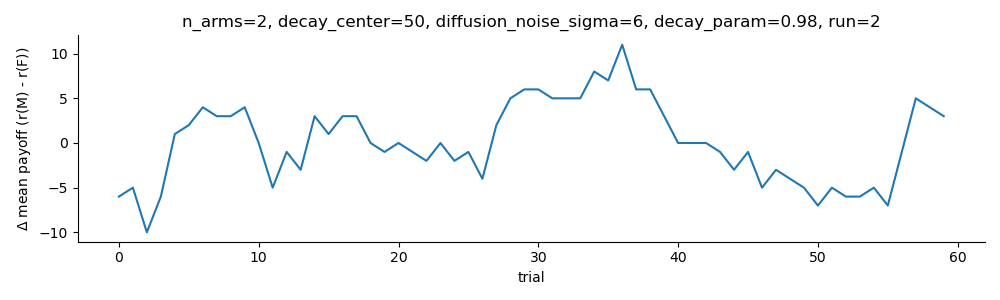 n_arms=2, decay_center=50, diffusion_noise_sigma=6, decay_param=0.98, run=2
Δ mean payoff (r(M) - r(F))
10
5
0
−5
−10
0 10 20 30 40 50 60
trial